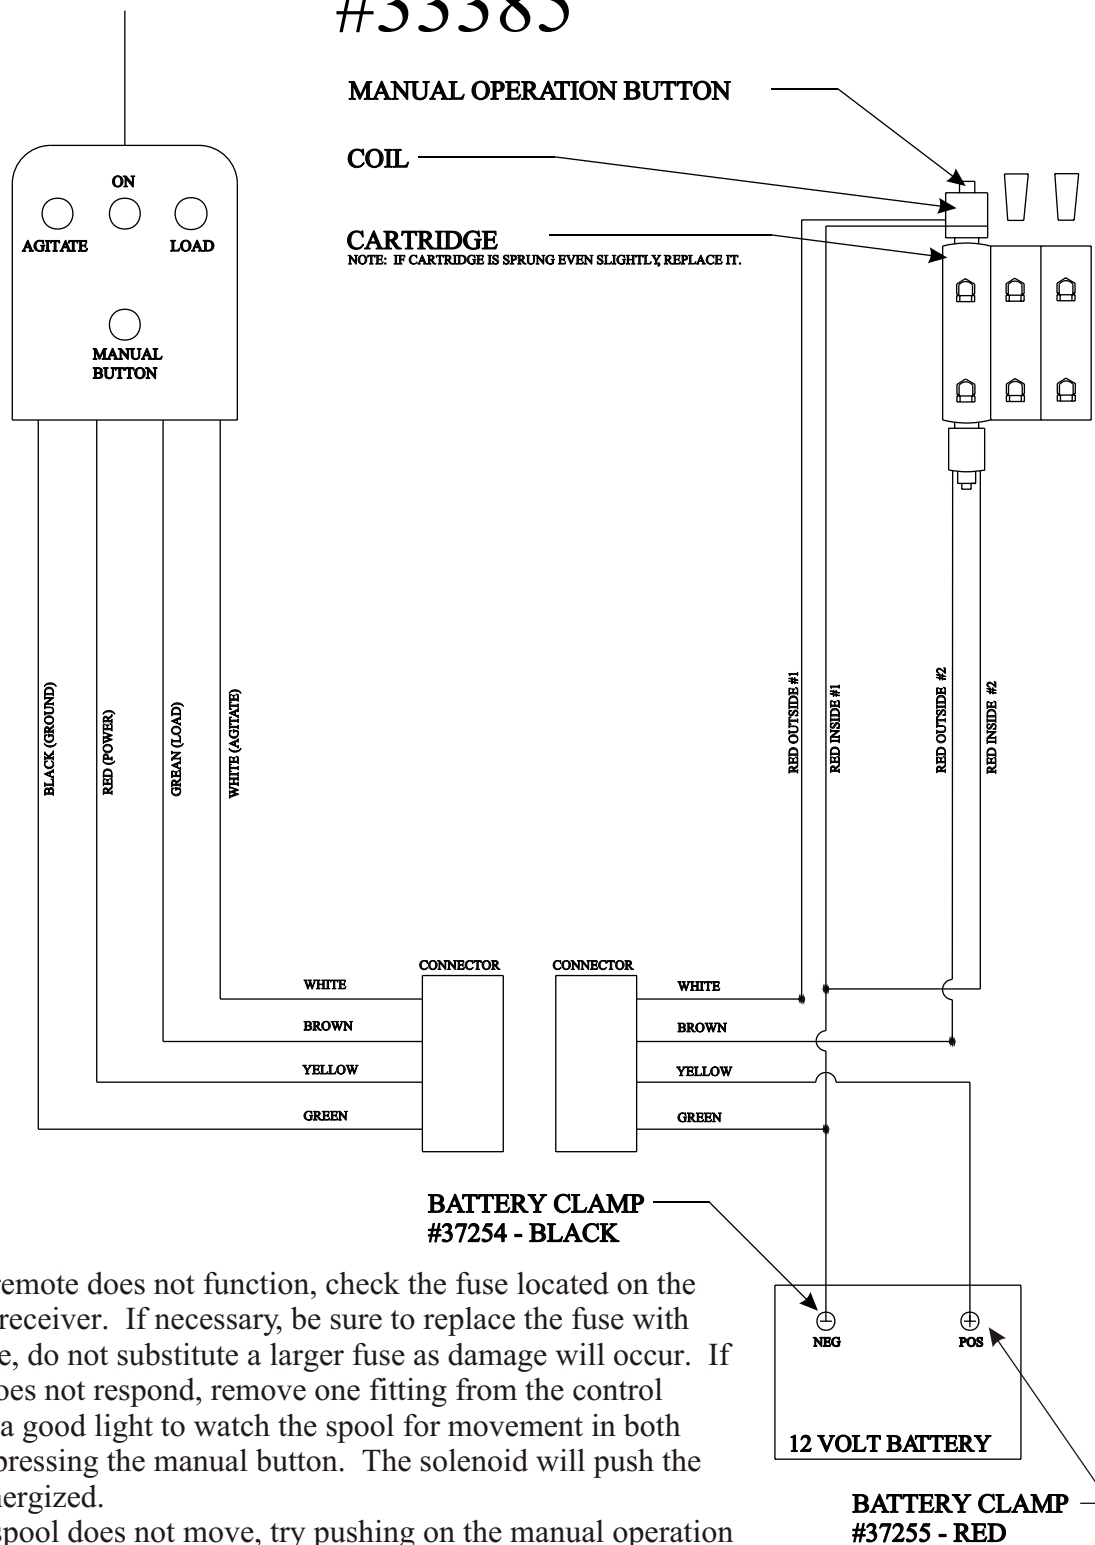 #33385
MANUAL OPERATION BUTTON
COIL
CARTRIDGE
NOTE: IF CARTRIDGE IS SPRUNG EVEN SLIGHTLY, REPLACE IT.
ON
AGITATE
LOAD
MANUAL
BUTTON
BLACK (GROUND)
RED (POWER)
GREAN (LOAD)
WHITE (AGITATE)
RED OUTSIDE #1
RED INSIDE #1
RED OUTSIDE #2
RED INSIDE #2
CONNECTOR
CONNECTOR
WHITE
BROWN
YELLOW
GREEN
WHITE
BROWN
YELLOW
GREEN
BATTERY CLAMP
#37254 - BLACK
NEG
POS
12 VOLT BATTERY
BATTERY CLAMP
#37255 - RED
remote does not function, check the fuse located on the
receiver. If necessary, be sure to replace the fuse with
e, do not substitute a larger fuse as damage will occur. If
oes not respond, remove one fitting from the control
a good light to watch the spool for movement in both
pressing the manual button. The solenoid will push the
nergized.
spool does not move, try pushing on the manual operation